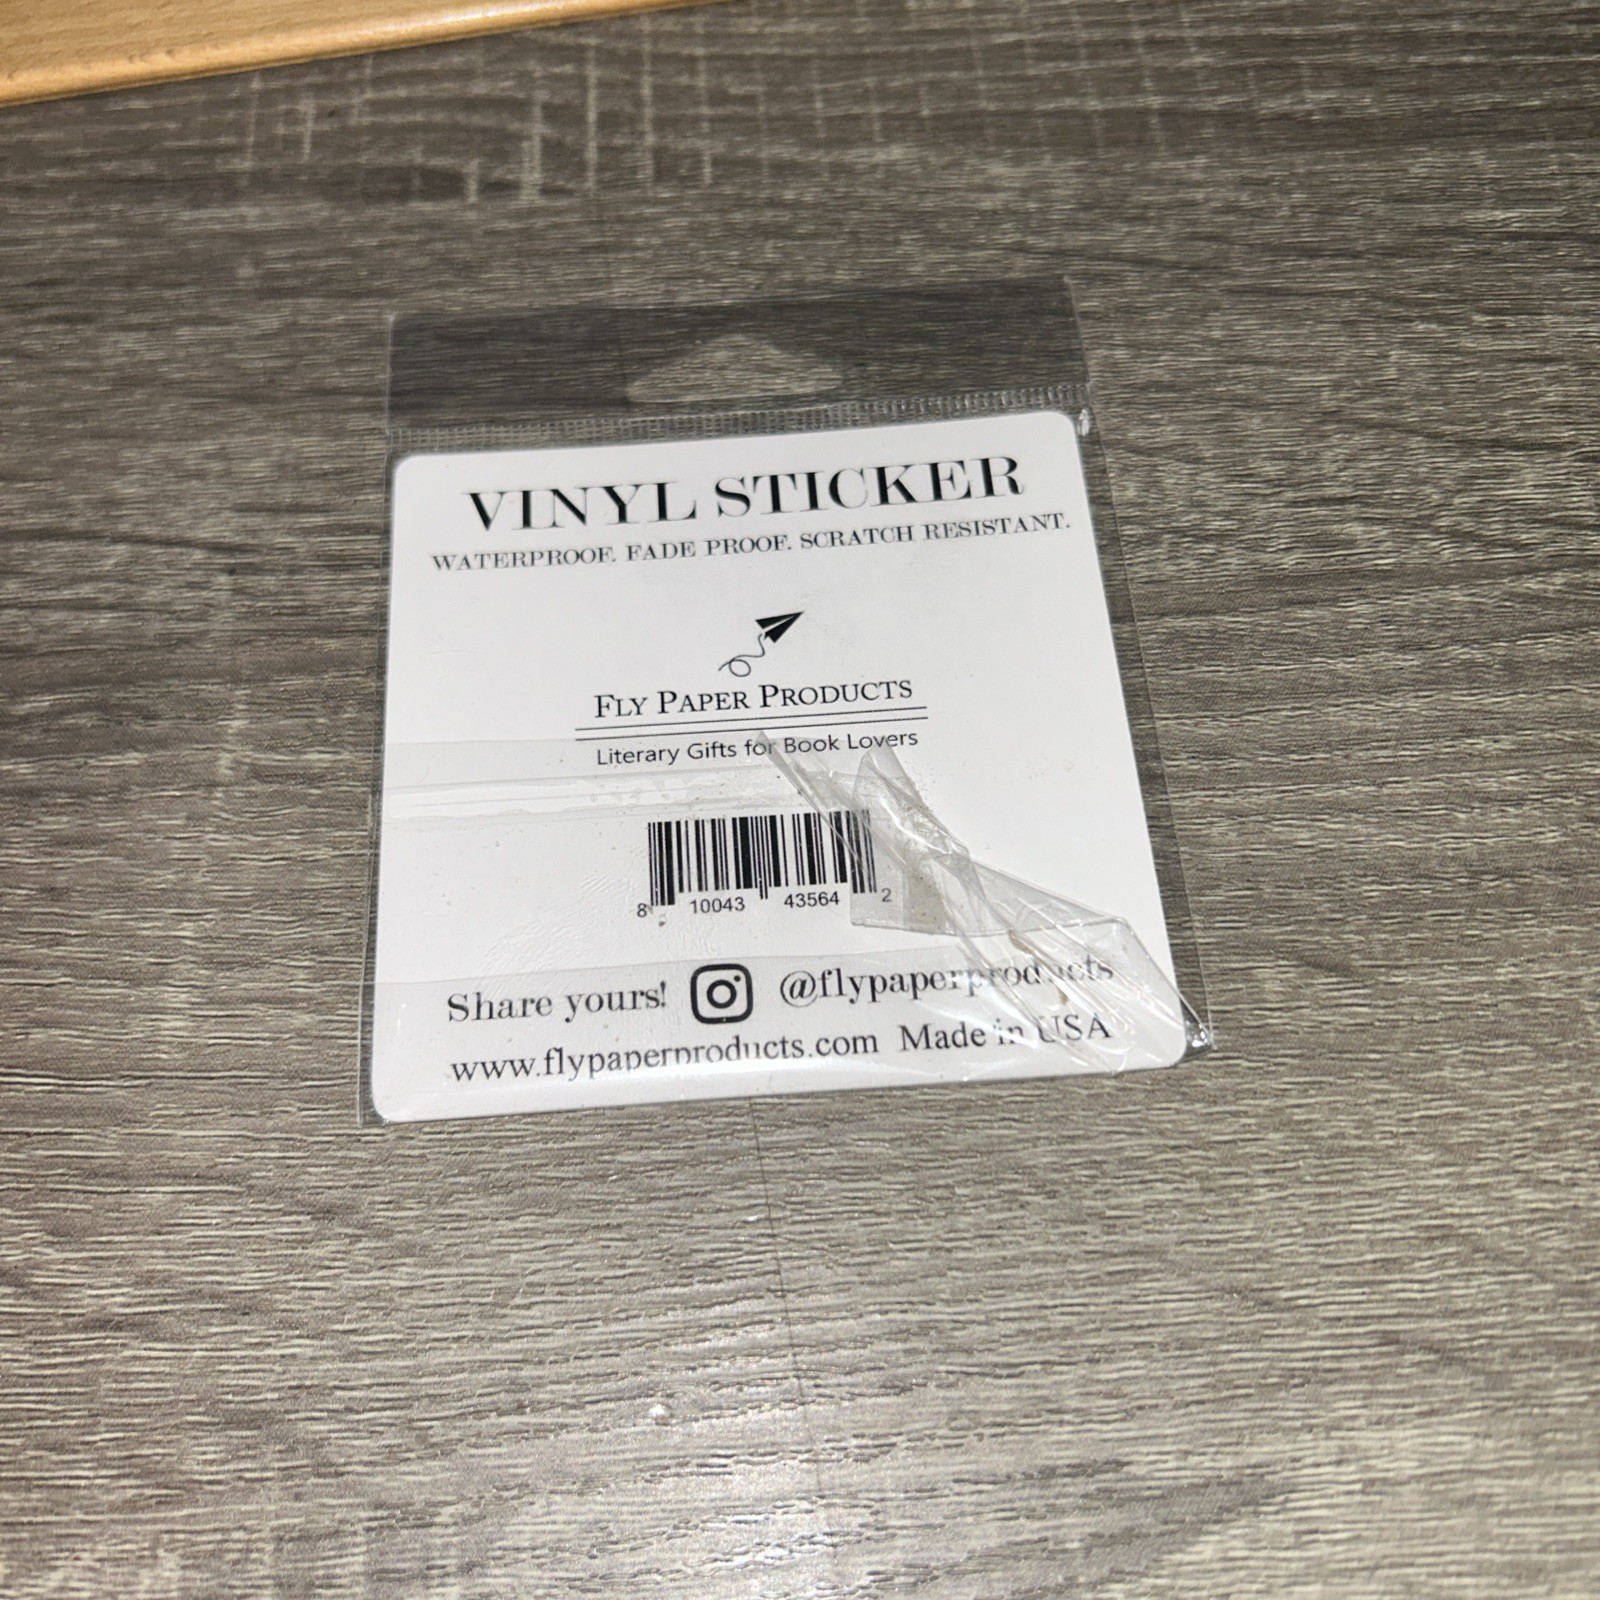 VINYL STICKER
WATERPROOF. FADE PROOF. SCRATCH RESISTANT.
FLY PAPER PRODUCTS
Literary Gifts for Book Lovers
8 10043 43564 2
Share yours! @flypaperproducts
www.flypaperproducts.com Made in USA